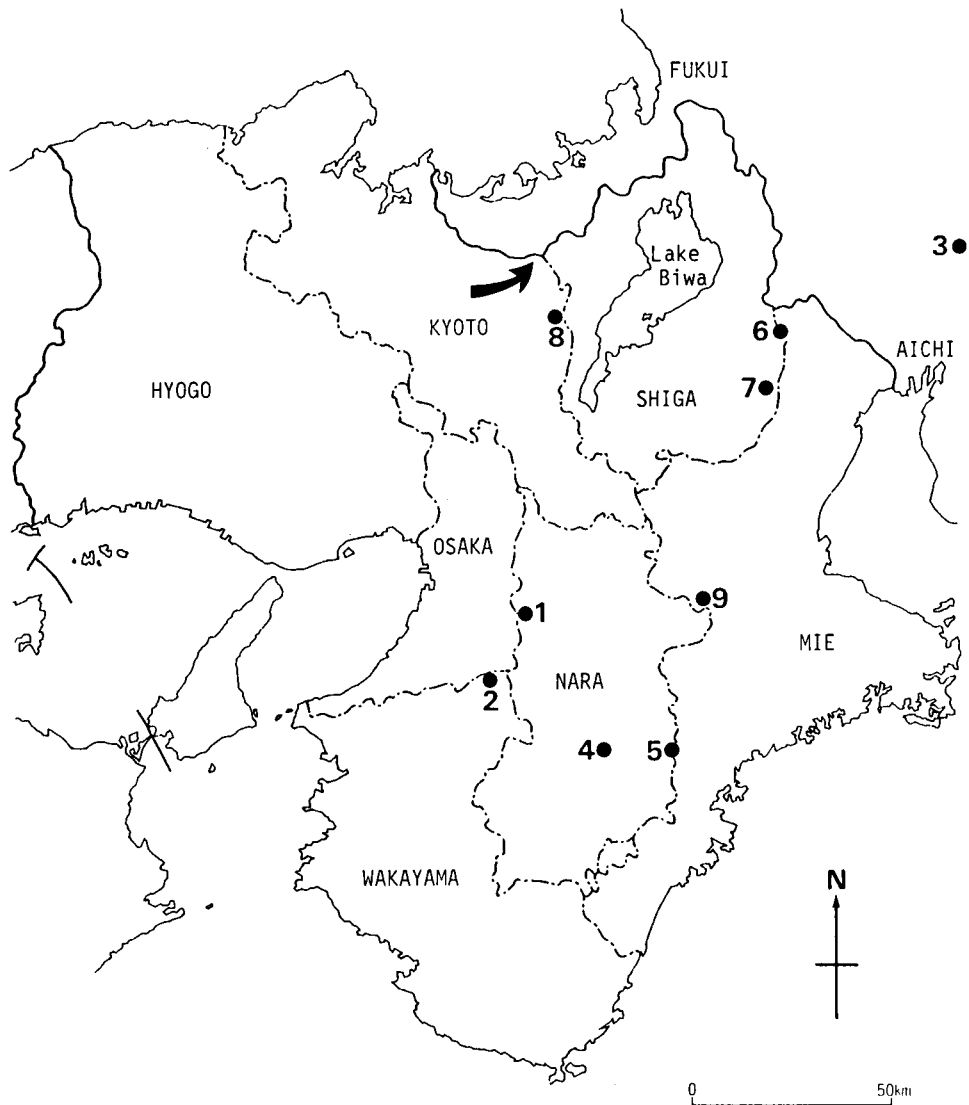 FUKUI
Lake
Biwa
3
KYOTO
8
6
AICHI
HYOGO
7
SHIGA
OSAKA
1
9
MIE
NARA
2
4
5
WAKAYAMA
N
0 50km